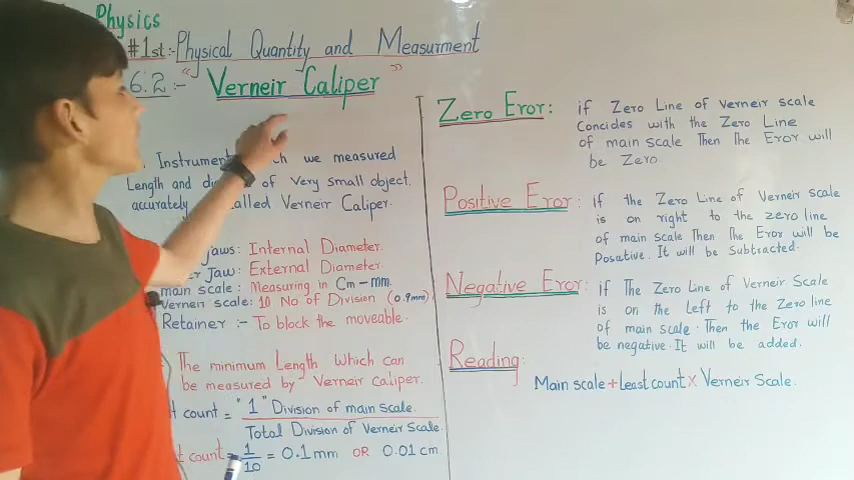 Physics
#1st:- Physical Quantity and Measurment
6.2 :- " Verneir Caliper "
Instrument we measured
Length and of very small object.
accurately called Verneir Caliper.
jaws: Internal Diameter.
Jaw: External Diameter.
main scale: Measuring in Cm-mm.
Verneir scale: 10 No of Division (0.9mm)
Retainer :- To block the moveable.
The minimum Length which can
be measured by Verneir caliper.
count = "1" Division of main scale.
Total Division of Verneir Scale.
count = 1/10 = 0.1mm OR 0.01 cm
Zero Eror: if Zero Line of verneir scale
Concides with the Zero Line
of main scale Then The Eror will
be Zero
Positive Eror: if the Zero Line of Verneir scale
is on right to the zero line
of main scale Then The Eror will be
Posative. It will be Subtracted.
Negative Eror: if The Zero Line of Verneir Scale
is on the Left to the Zero line
of main scale. Then the Eror will
be negative. It will be added.
Reading:
Main scale + Least count x Verneir Scale.